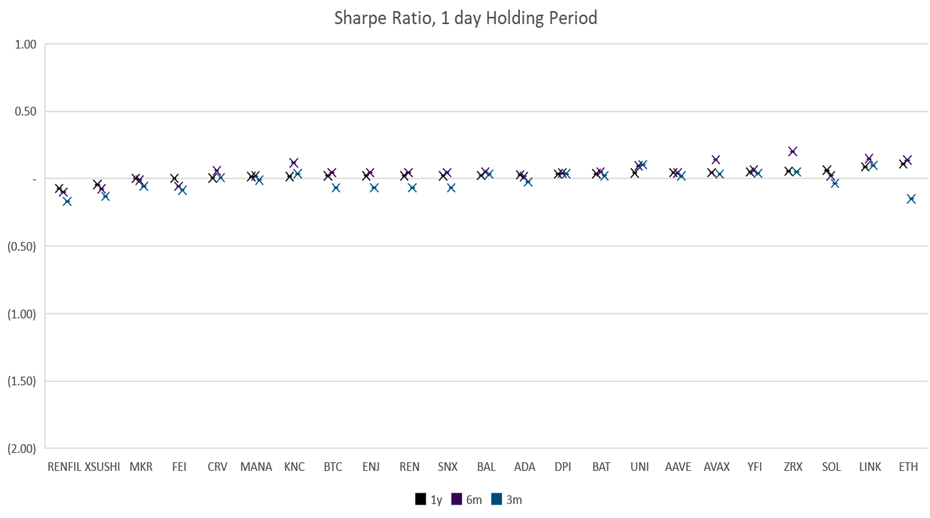 Sharpe Ratio, 1 day Holding Period
1.00
0.50
-
(0.50)
(1.00)
(1.50)
(2.00)
RENFIL XSUSHI MKR FEI CRV MANA KNC BTC ENJ REN SNX BAL ADA DPI BAT UNI AAVE AVAX YFI ZRX SOL LINK ETH
1y 6m 3m